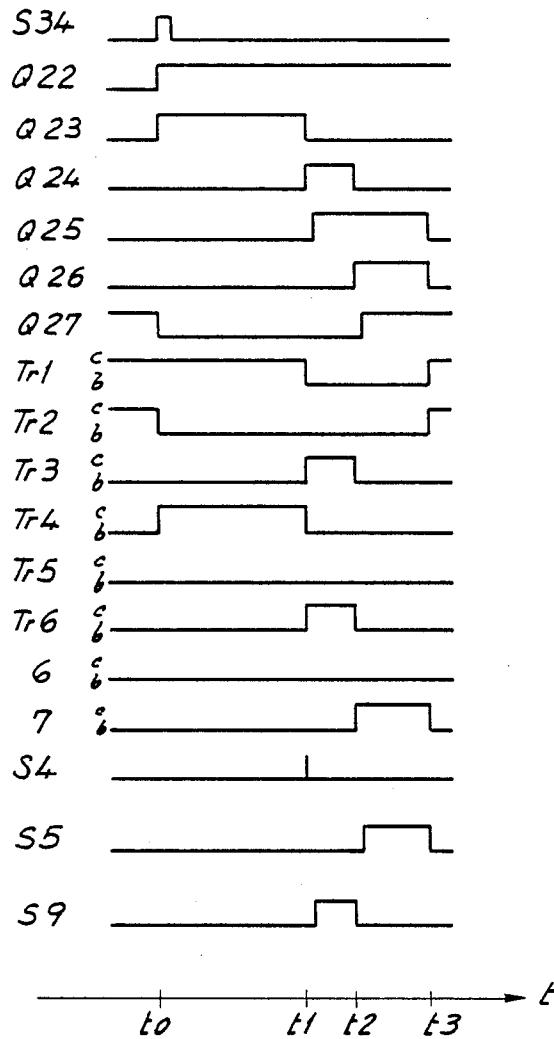 S34
Q22
Q23
Q24
Q25
Q26
Q27
Tr1 c b
Tr2 c b
Tr3 c b
Tr4 c b
Tr5 c b
Tr6 c b
6 c b
7 c b
S4
S5
S9
t
t0 t1 t2 t3